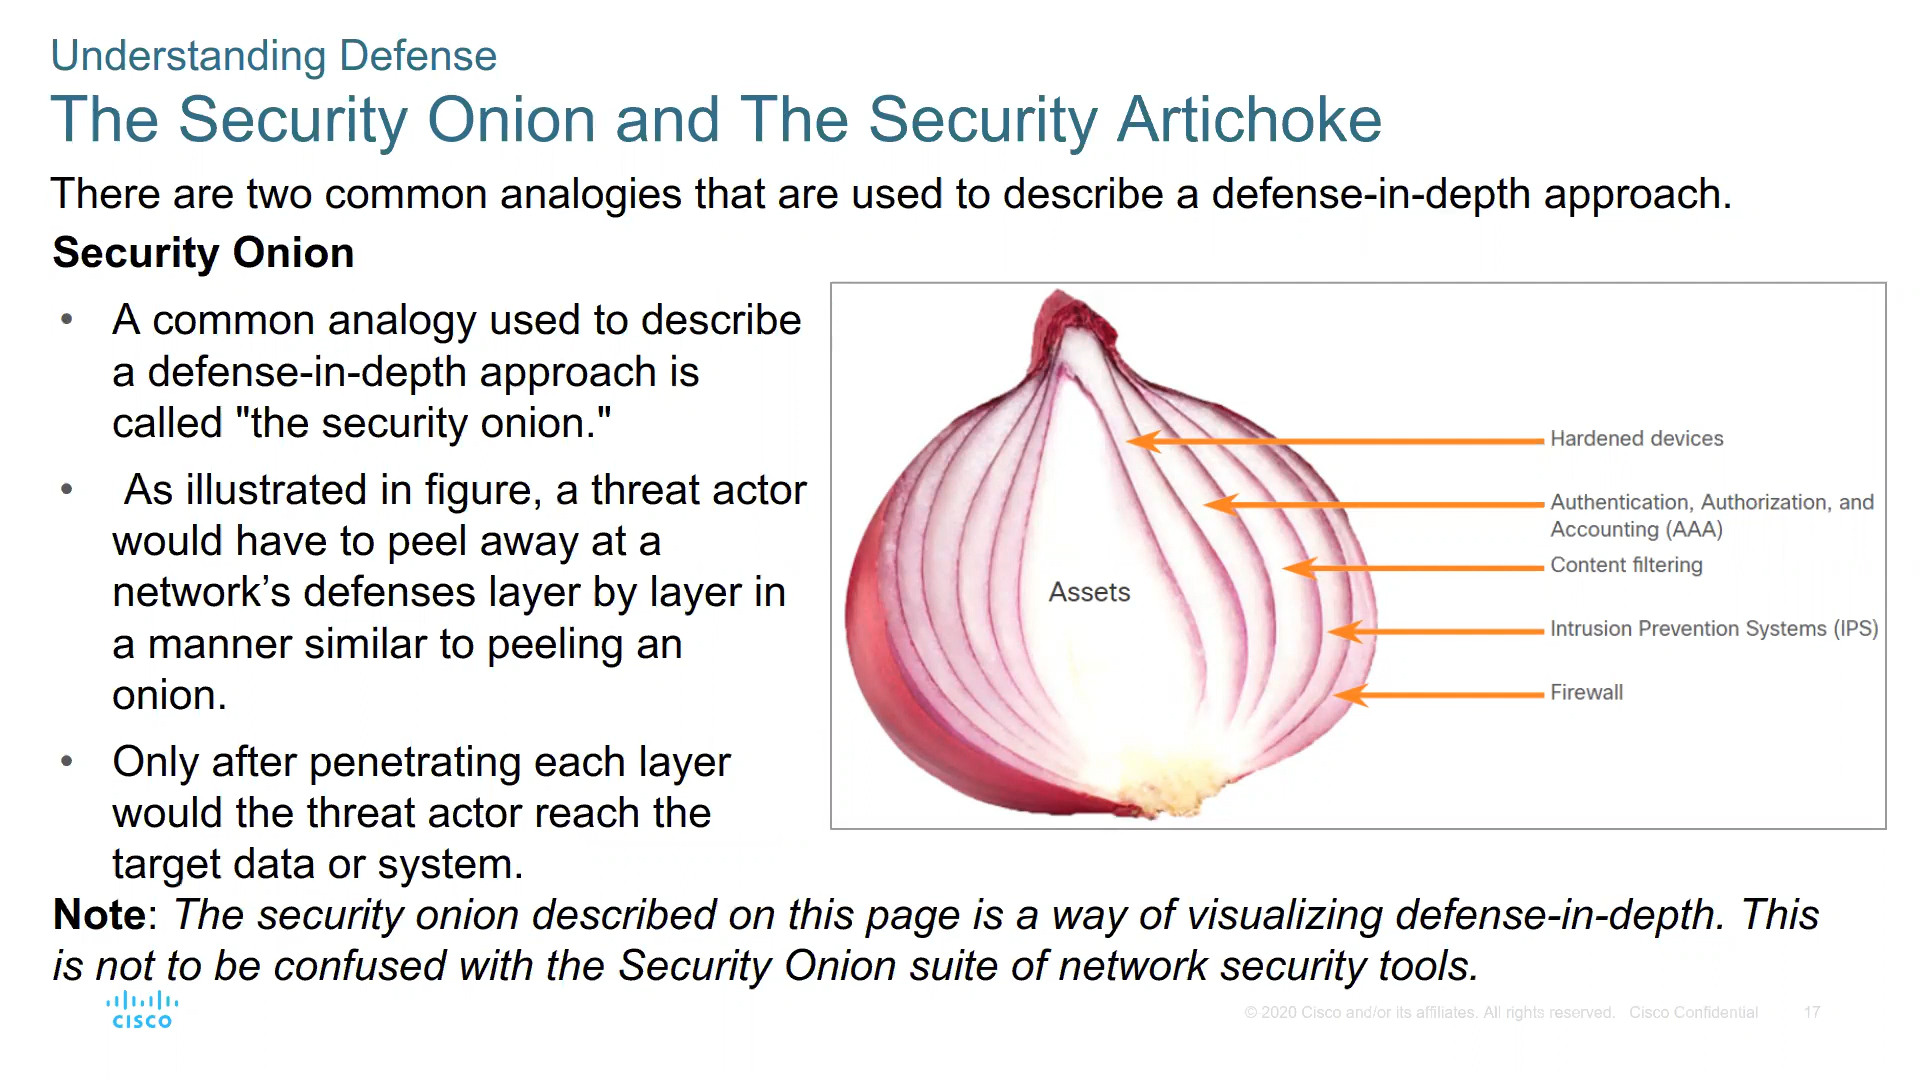 Understanding Defense
The Security Onion and The Security Artichoke
There are two common analogies that are used to describe a defense-in-depth approach.
Security Onion
• A common analogy used to describe
a defense-in-depth approach is
called "the security onion."
• As illustrated in figure, a threat actor
would have to peel away at a
network’s defenses layer by layer in
a manner similar to peeling an
onion.
• Only after penetrating each layer
would the threat actor reach the
target data or system.
Assets
Hardened devices
Authentication, Authorization, and
Accounting (AAA)
Content filtering
Intrusion Prevention Systems (IPS)
Firewall
Note: The security onion described on this page is a way of visualizing defense-in-depth. This
is not to be confused with the Security Onion suite of network security tools.
CISCO
© 2020 Cisco and/or its affiliates. All rights reserved. Cisco Confidential 17